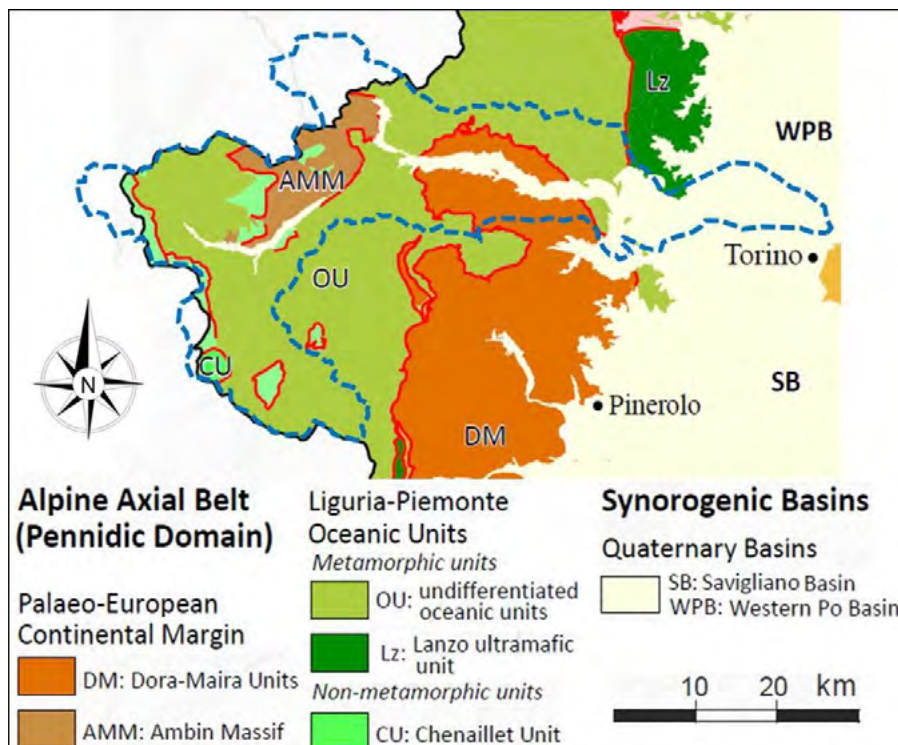 Lz
WPB
AMM
OU
Torino
CU
N
SB
Pinerolo
DM
Alpine Axial Belt
(Pennidic Domain)
Palaeo-European
Continental Margin
DM: Dora-Maira Units
AMM: Ambin Massif
Liguria-Piemonte
Oceanic Units
Metamorphic units
OU: undifferentiated
oceanic units
Lz: Lanzo ultramafic
unit
Non-metamorphic units
CU: Chenaillet Unit
Synorogenic Basins
Quaternary Basins
SB: Savigliano Basin
WPB: Western Po Basin
10 20 km